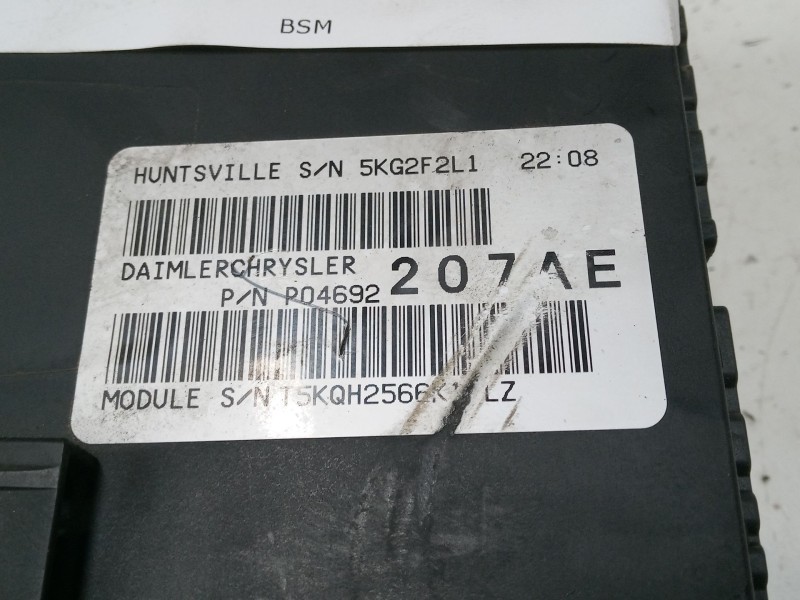 BSM
HUNTSVILLE S/N 5KG2F2L1 22:08
DAIMLERCHRYSLER 207AE
P/N P04692
MODULE S/N